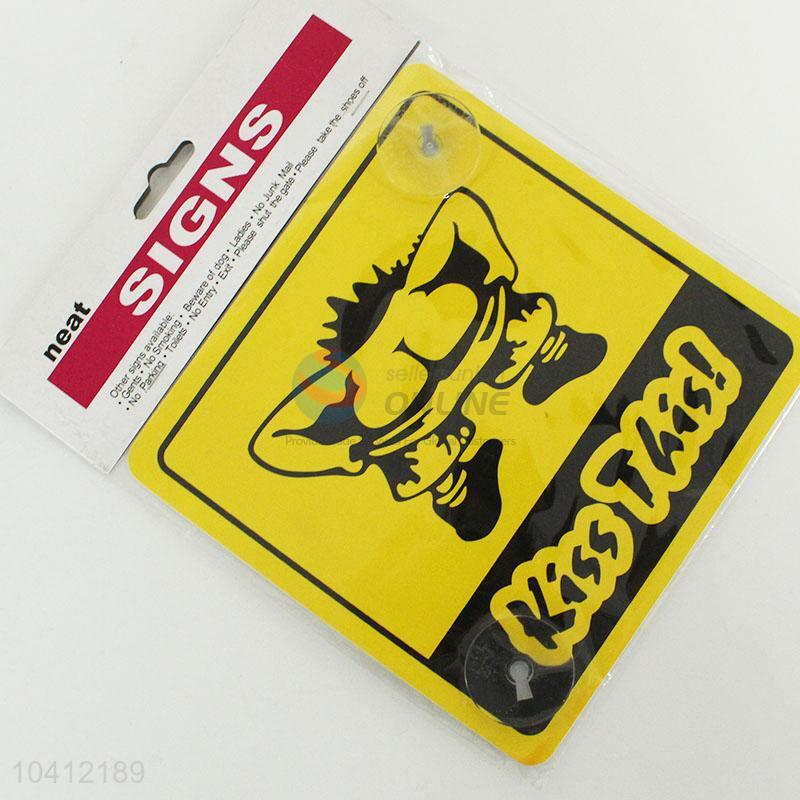 neat
SIGNS
Other signs available:
• Gents • No Smoking • Beware of dog • Ladies • No Junk Mail
• No Parking • Toilets • No Entry • Exit • Please shut the gate • Please take the shoes off
Kiss This!
ONLINE
10412189